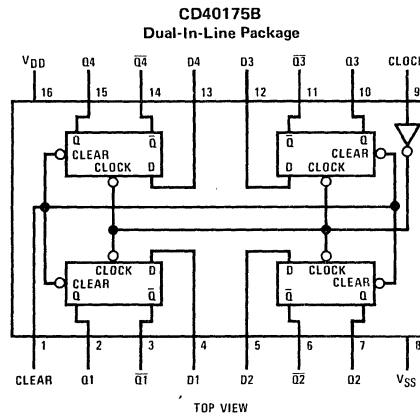 CD40175B
Dual-In-Line Package
VDD Q4 Q̅4̅ D4 D3 Q̅3̅ Q3 CLOCK
16 15 14 13 12 11 10 9
Q Q̅ Q̅ Q
CLEAR CLEAR
CLOCK D D CLOCK
CLOCK D D CLOCK
CLEAR CLEAR
Q Q̅ Q̅ Q
1 2 3 4 5 6 7 8
CLEAR Q1 Q̅1̅ D1 D2 Q̅2̅ D2 VSS
TOP VIEW